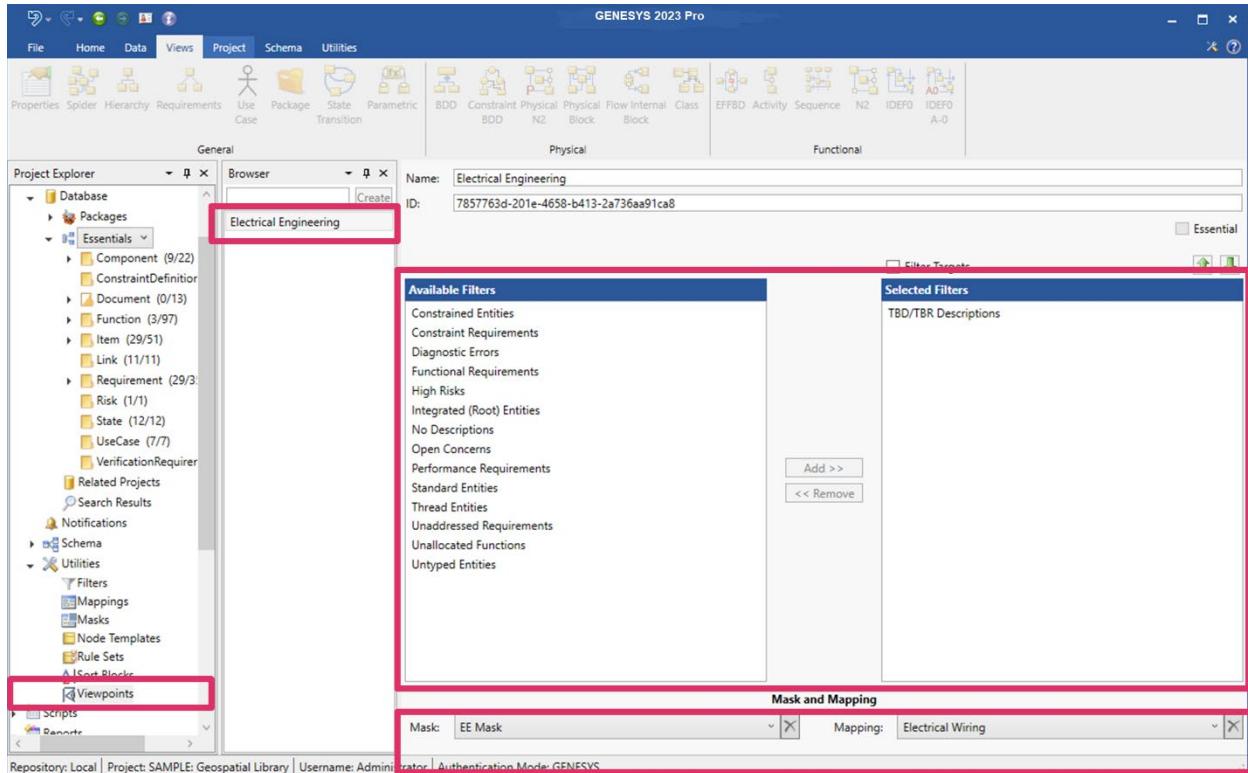 GENESYS 2023 Pro
File Home Data Views Project Schema Utilities
Properties Spider Hierarchy Requirements Use Case Package State Transition Parametric BDD Constraint BDD Physical N2 Physical Block Flow Internal Block Class EFFBD Activity Sequence N2 IDEF0 IDEF0 A-0
General Physical Functional
Project Explorer
Database
Packages
Essentials
Component (9/22)
ConstraintDefinition
Document (0/13)
Function (3/97)
Item (29/51)
Link (11/11)
Requirement (29/3
Risk (1/1)
State (12/12)
UseCase (7/7)
VerificationRequirer
Related Projects
Search Results
Notifications
Schema
Utilities
Filters
Mappings
Masks
Node Templates
Rule Sets
Sort Blocks
Viewpoints
Scripts
Reports
Browser
Create
Electrical Engineering
Name: Electrical Engineering
ID: 7857763d-201e-4658-b413-2a736aa91ca8
Essential
Filter Targets
Available Filters
Constrained Entities
Constraint Requirements
Diagnostic Errors
Functional Requirements
High Risks
Integrated (Root) Entities
No Descriptions
Open Concerns
Performance Requirements
Standard Entities
Thread Entities
Unaddressed Requirements
Unallocated Functions
Untyped Entities
Add >>
<< Remove
Selected Filters
TBD/TBR Descriptions
Mask and Mapping
Mask: EE Mask Mapping: Electrical Wiring
Repository: Local Project: SAMPLE: Geospatial Library Username: Administrator Authentication Mode: GENESYS